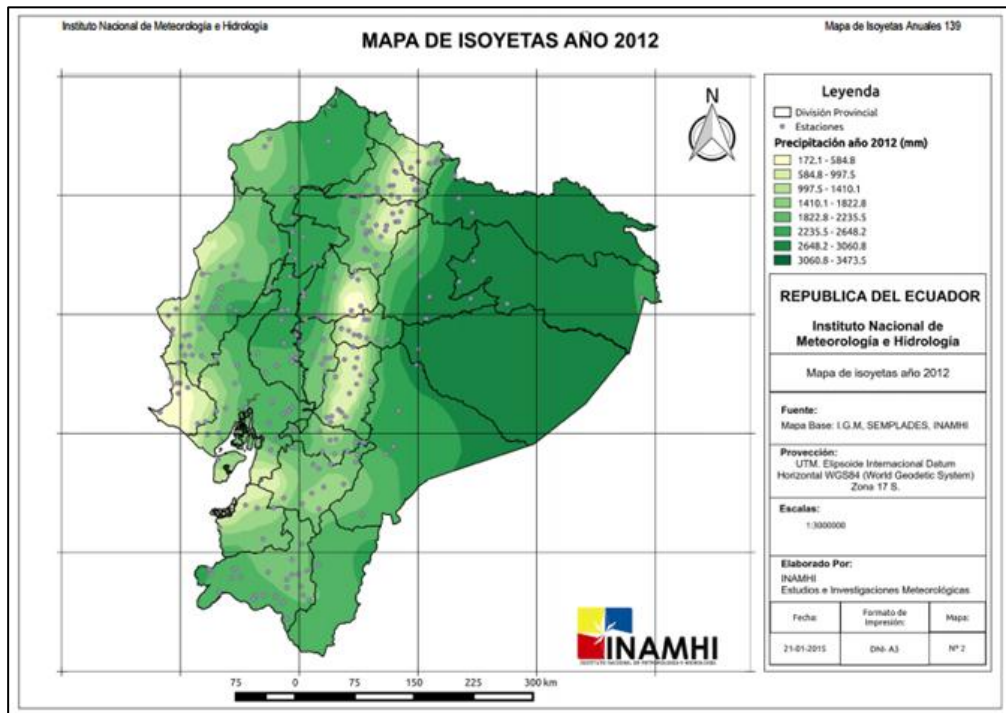 Instituto Nacional de Meteorología e Hidrología
Mapa de Isoyetas Anuales 139
MAPA DE ISOYETAS AÑO 2012
N
Leyenda
División Provincial
Estaciones
Precipitación año 2012 (mm)
172.1 - 584.8
584.8 - 997.5
997.5 - 1410.1
1410.1 - 1822.8
1822.8 - 2235.5
2235.5 - 2648.2
2648.2 - 3060.8
3060.8 - 3473.5
REPUBLICA DEL ECUADOR
Instituto Nacional de
Meteorología e Hidrología
Mapa de isoyetas año 2012
Fuente:
Mapa Base: I.G.M, SEMPLADES, INAMHI
Proyección:
UTM. Elipsoide Internacional Datum
Horizontal WGS84 (World Geodetic System)
Zona 17 S.
Escalas:
1:3000000
Elaborado Por:
INAMHI
Estudios e Investigaciones Meteorológicas
Fecha:
Formato de
Impresión:
Mapa:
21-01-2015
DNI- A3
Nº 2
INAMHI
INSTITUTO NACIONAL DE METEOROLOGIA E HIDROLOGIA
75 0 75 150 225 300 km